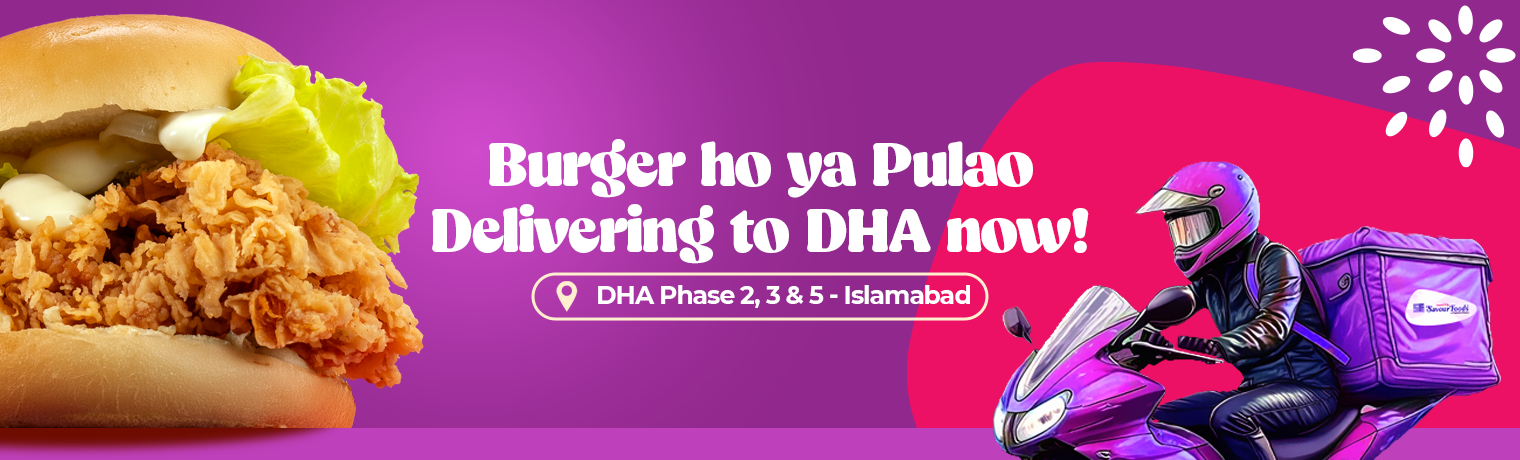 Burger ho ya Pulao
Delivering to DHA now!
DHA Phase 2, 3 & 5 - Islamabad
Savour Foods